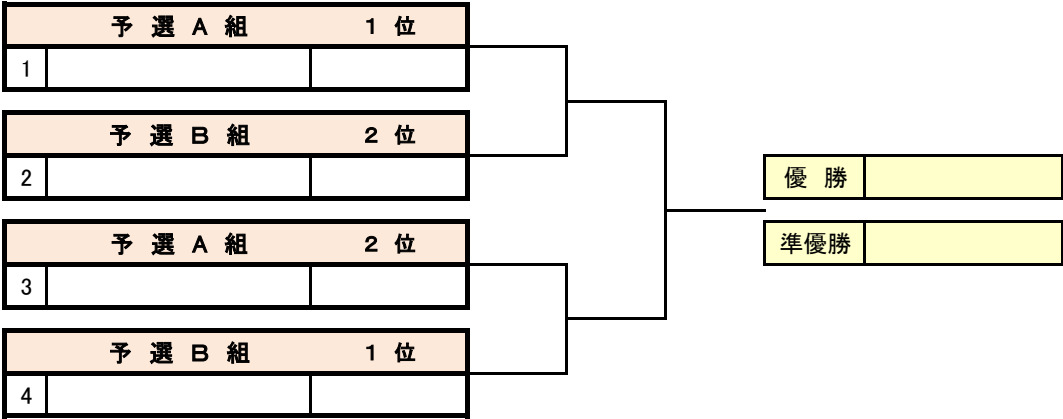 予 選 A 組 1 位
1
予 選 B 組 2 位
2
優 勝
予 選 A 組 2 位
準優勝
3
予 選 B 組 1 位
4